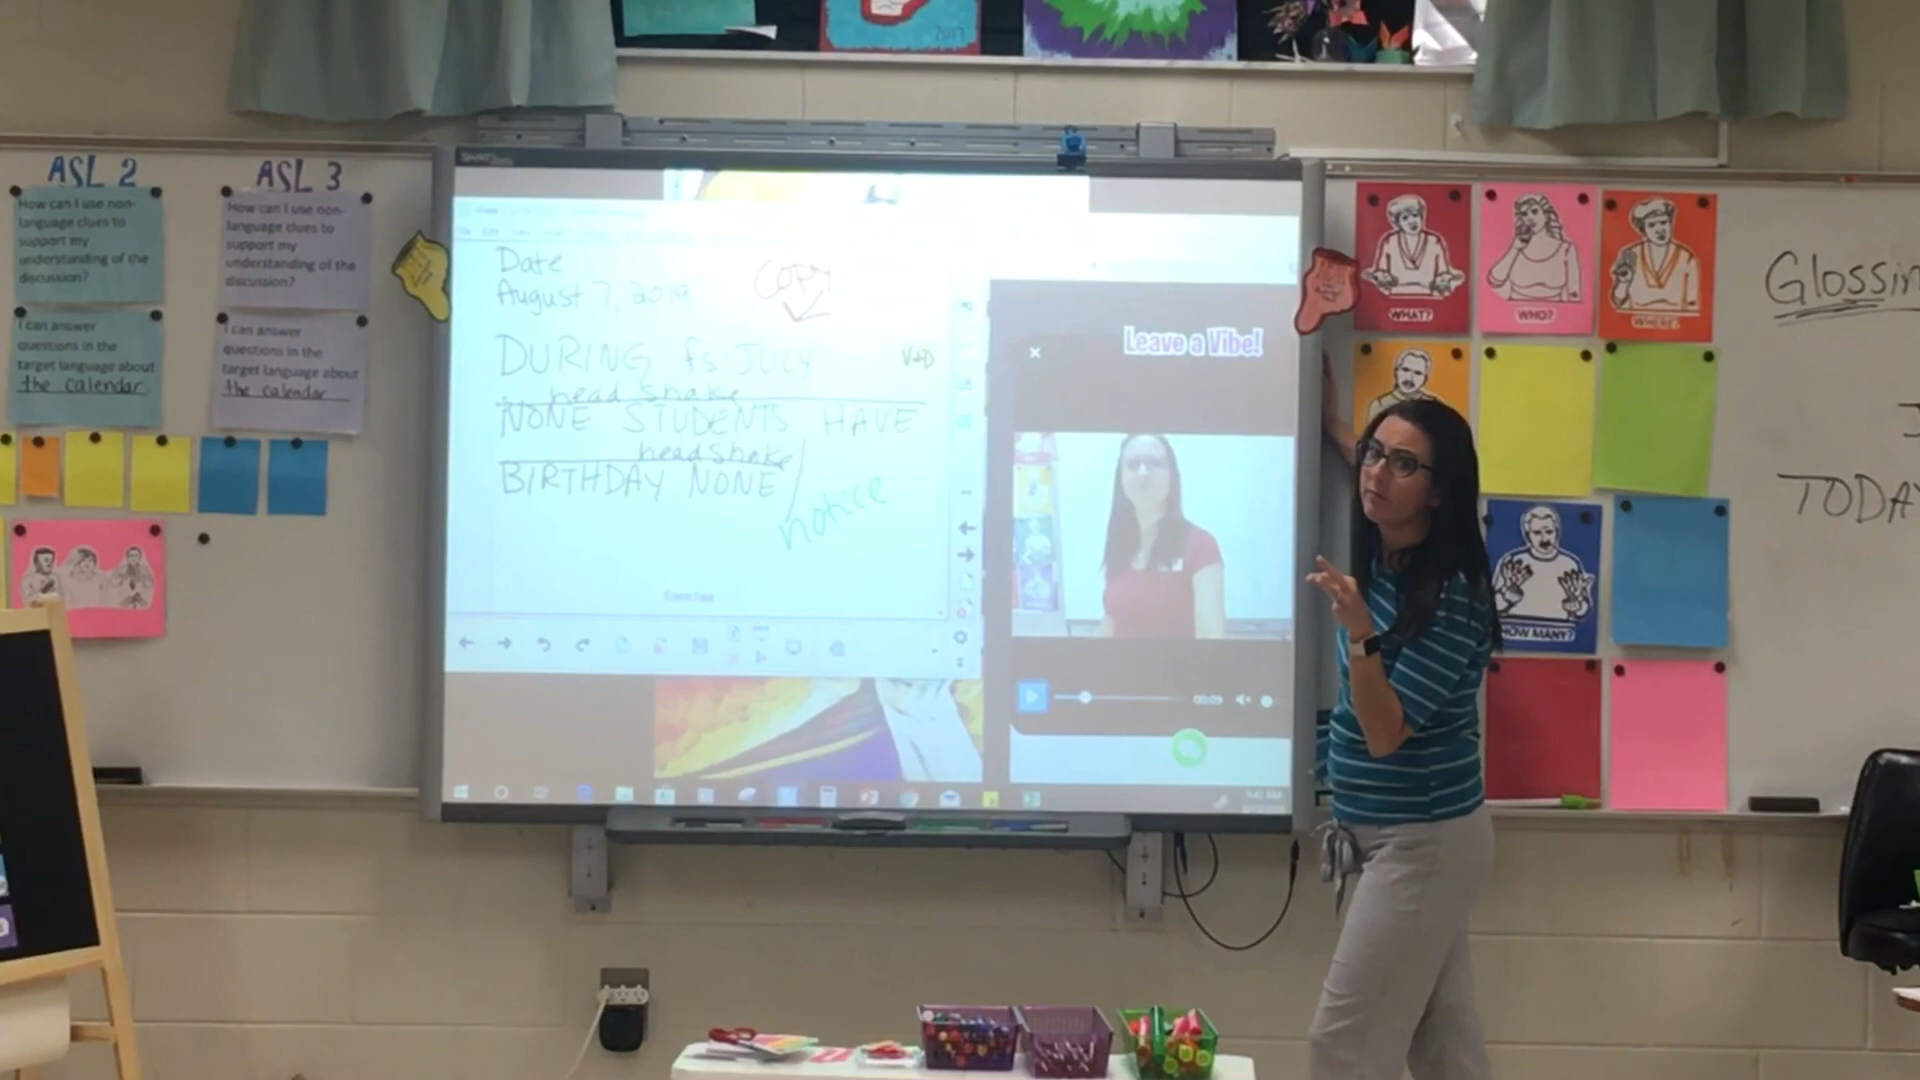 2017
ASL 2
How can I use non-
language clues to
support my
understanding of the
discussion?
I can answer
questions in the
target language about
the calendar
ASL 3
How can I use non-
language clues to
support my
understanding of the
discussion?
I can answer
questions in the
target language about
the calendar
Date
August 7, 2019
COPY
DURING fs JULY
head shake
NONE STUDENTS HAVE
headshake
BIRTHDAY NONE
notice
Leave a Vibe!
WHAT?
WHO?
WHERE?
HOW MANY?
Glossin
TODAY